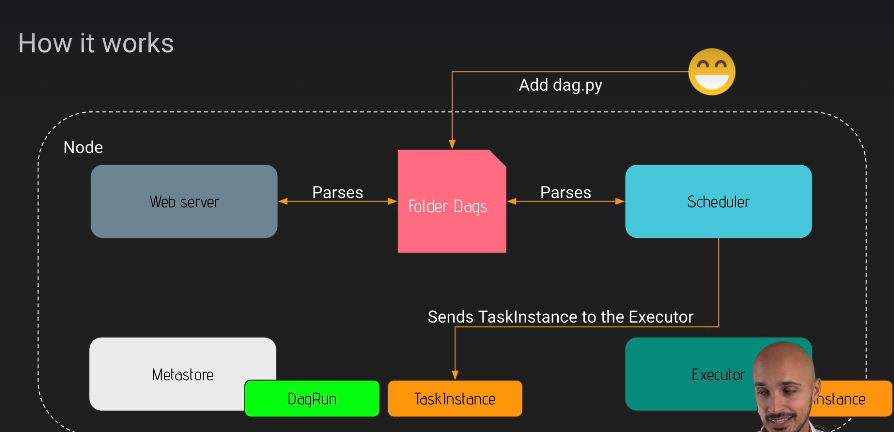 How it works
Add dag.py
Node
Web server
Parses
Folder Dags
Parses
Scheduler
Sends TaskInstance to the Executor
Metastore
DagRun
TaskInstance
Executor
Instance